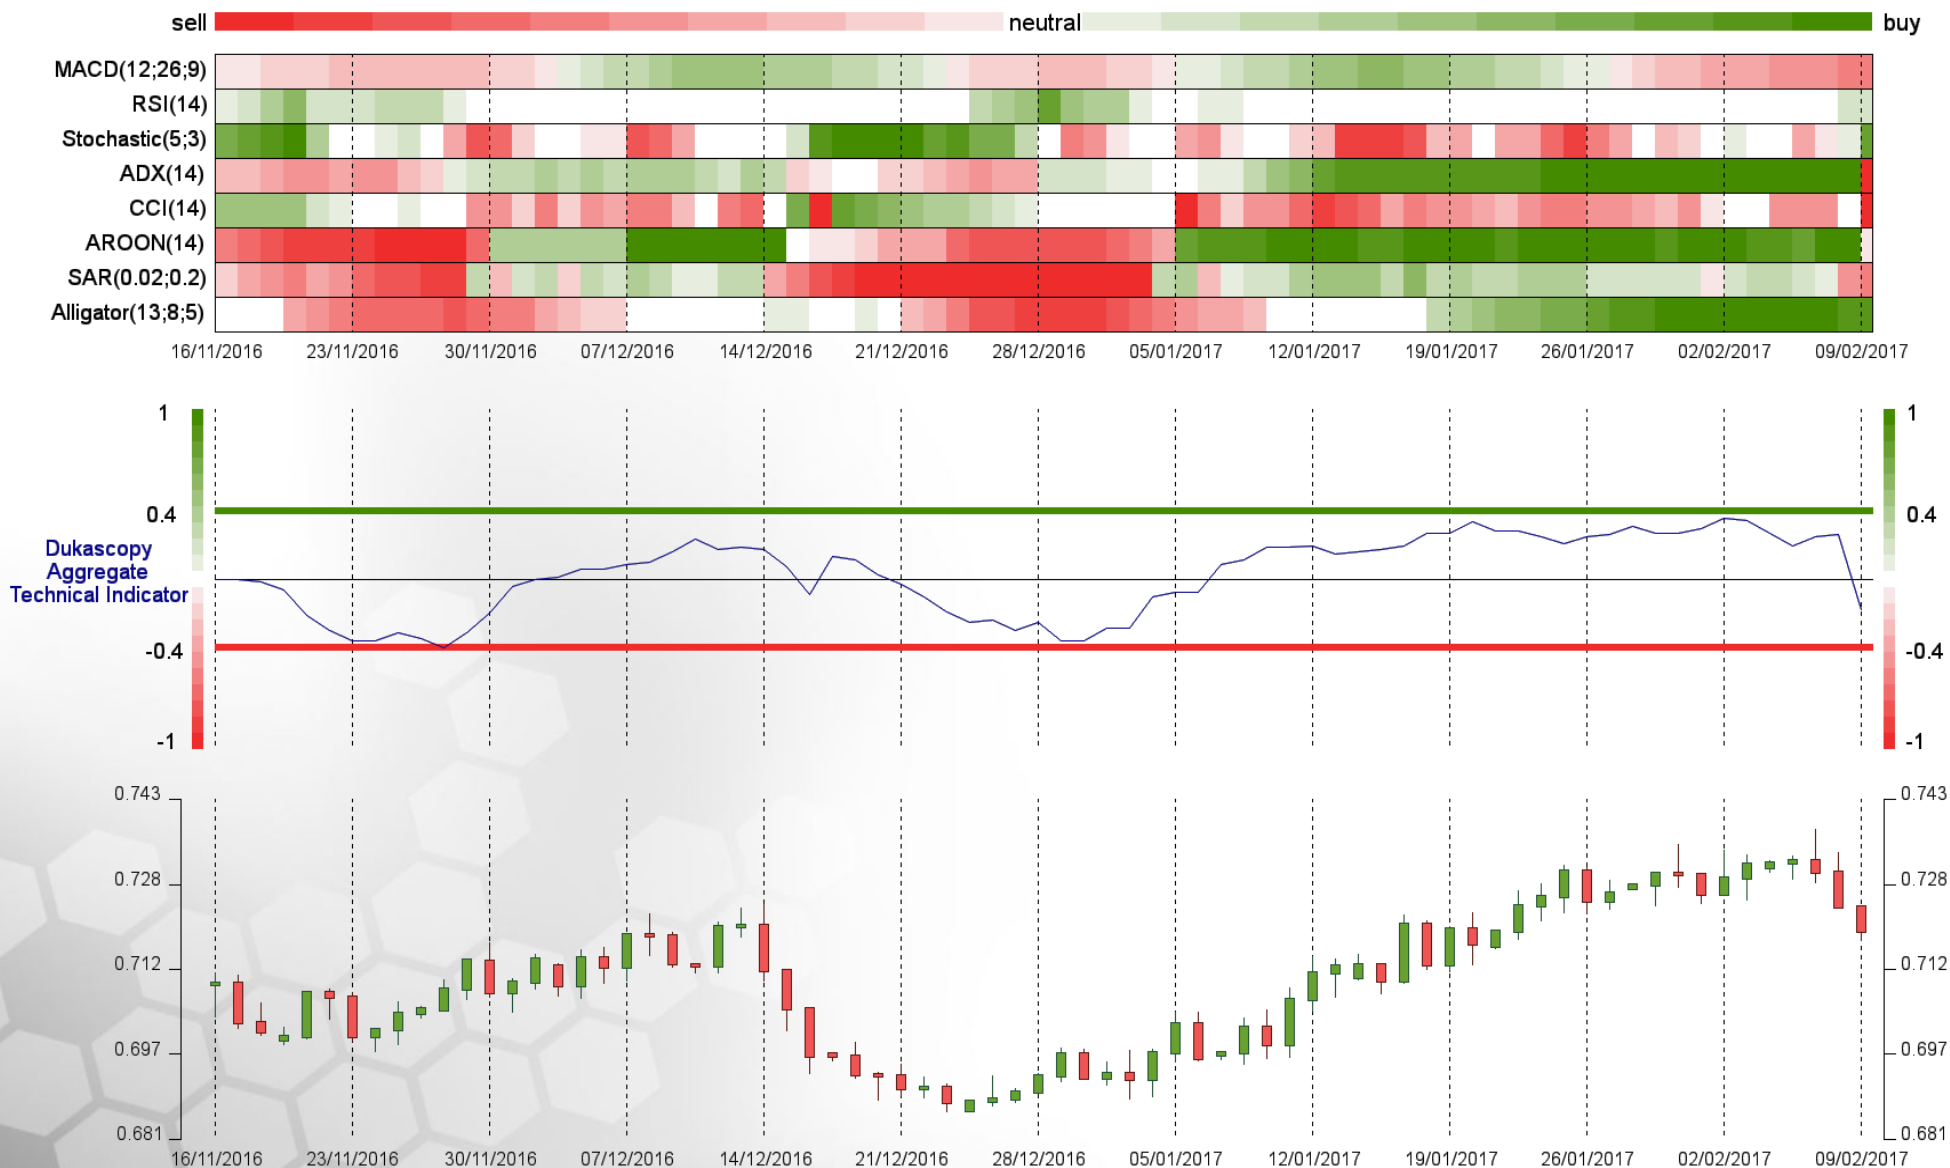 sell neutral buy
MACD(12;26;9)
RSI(14)
Stochastic(5;3)
ADX(14)
CCI(14)
AROON(14)
SAR(0.02;0.2)
Alligator(13;8;5)
16/11/2016 23/11/2016 30/11/2016 07/12/2016 14/12/2016 21/12/2016 28/12/2016 05/01/2017 12/01/2017 19/01/2017 26/01/2017 02/02/2017 09/02/2017
1 1
0.4 0.4
Dukascopy
Aggregate
Technical Indicator
-0.4 -0.4
-1 -1
0.743 0.743
0.728 0.728
0.712 0.712
0.697 0.697
0.681 0.681
16/11/2016 23/11/2016 30/11/2016 07/12/2016 14/12/2016 21/12/2016 28/12/2016 05/01/2017 12/01/2017 19/01/2017 26/01/2017 02/02/2017 09/02/2017